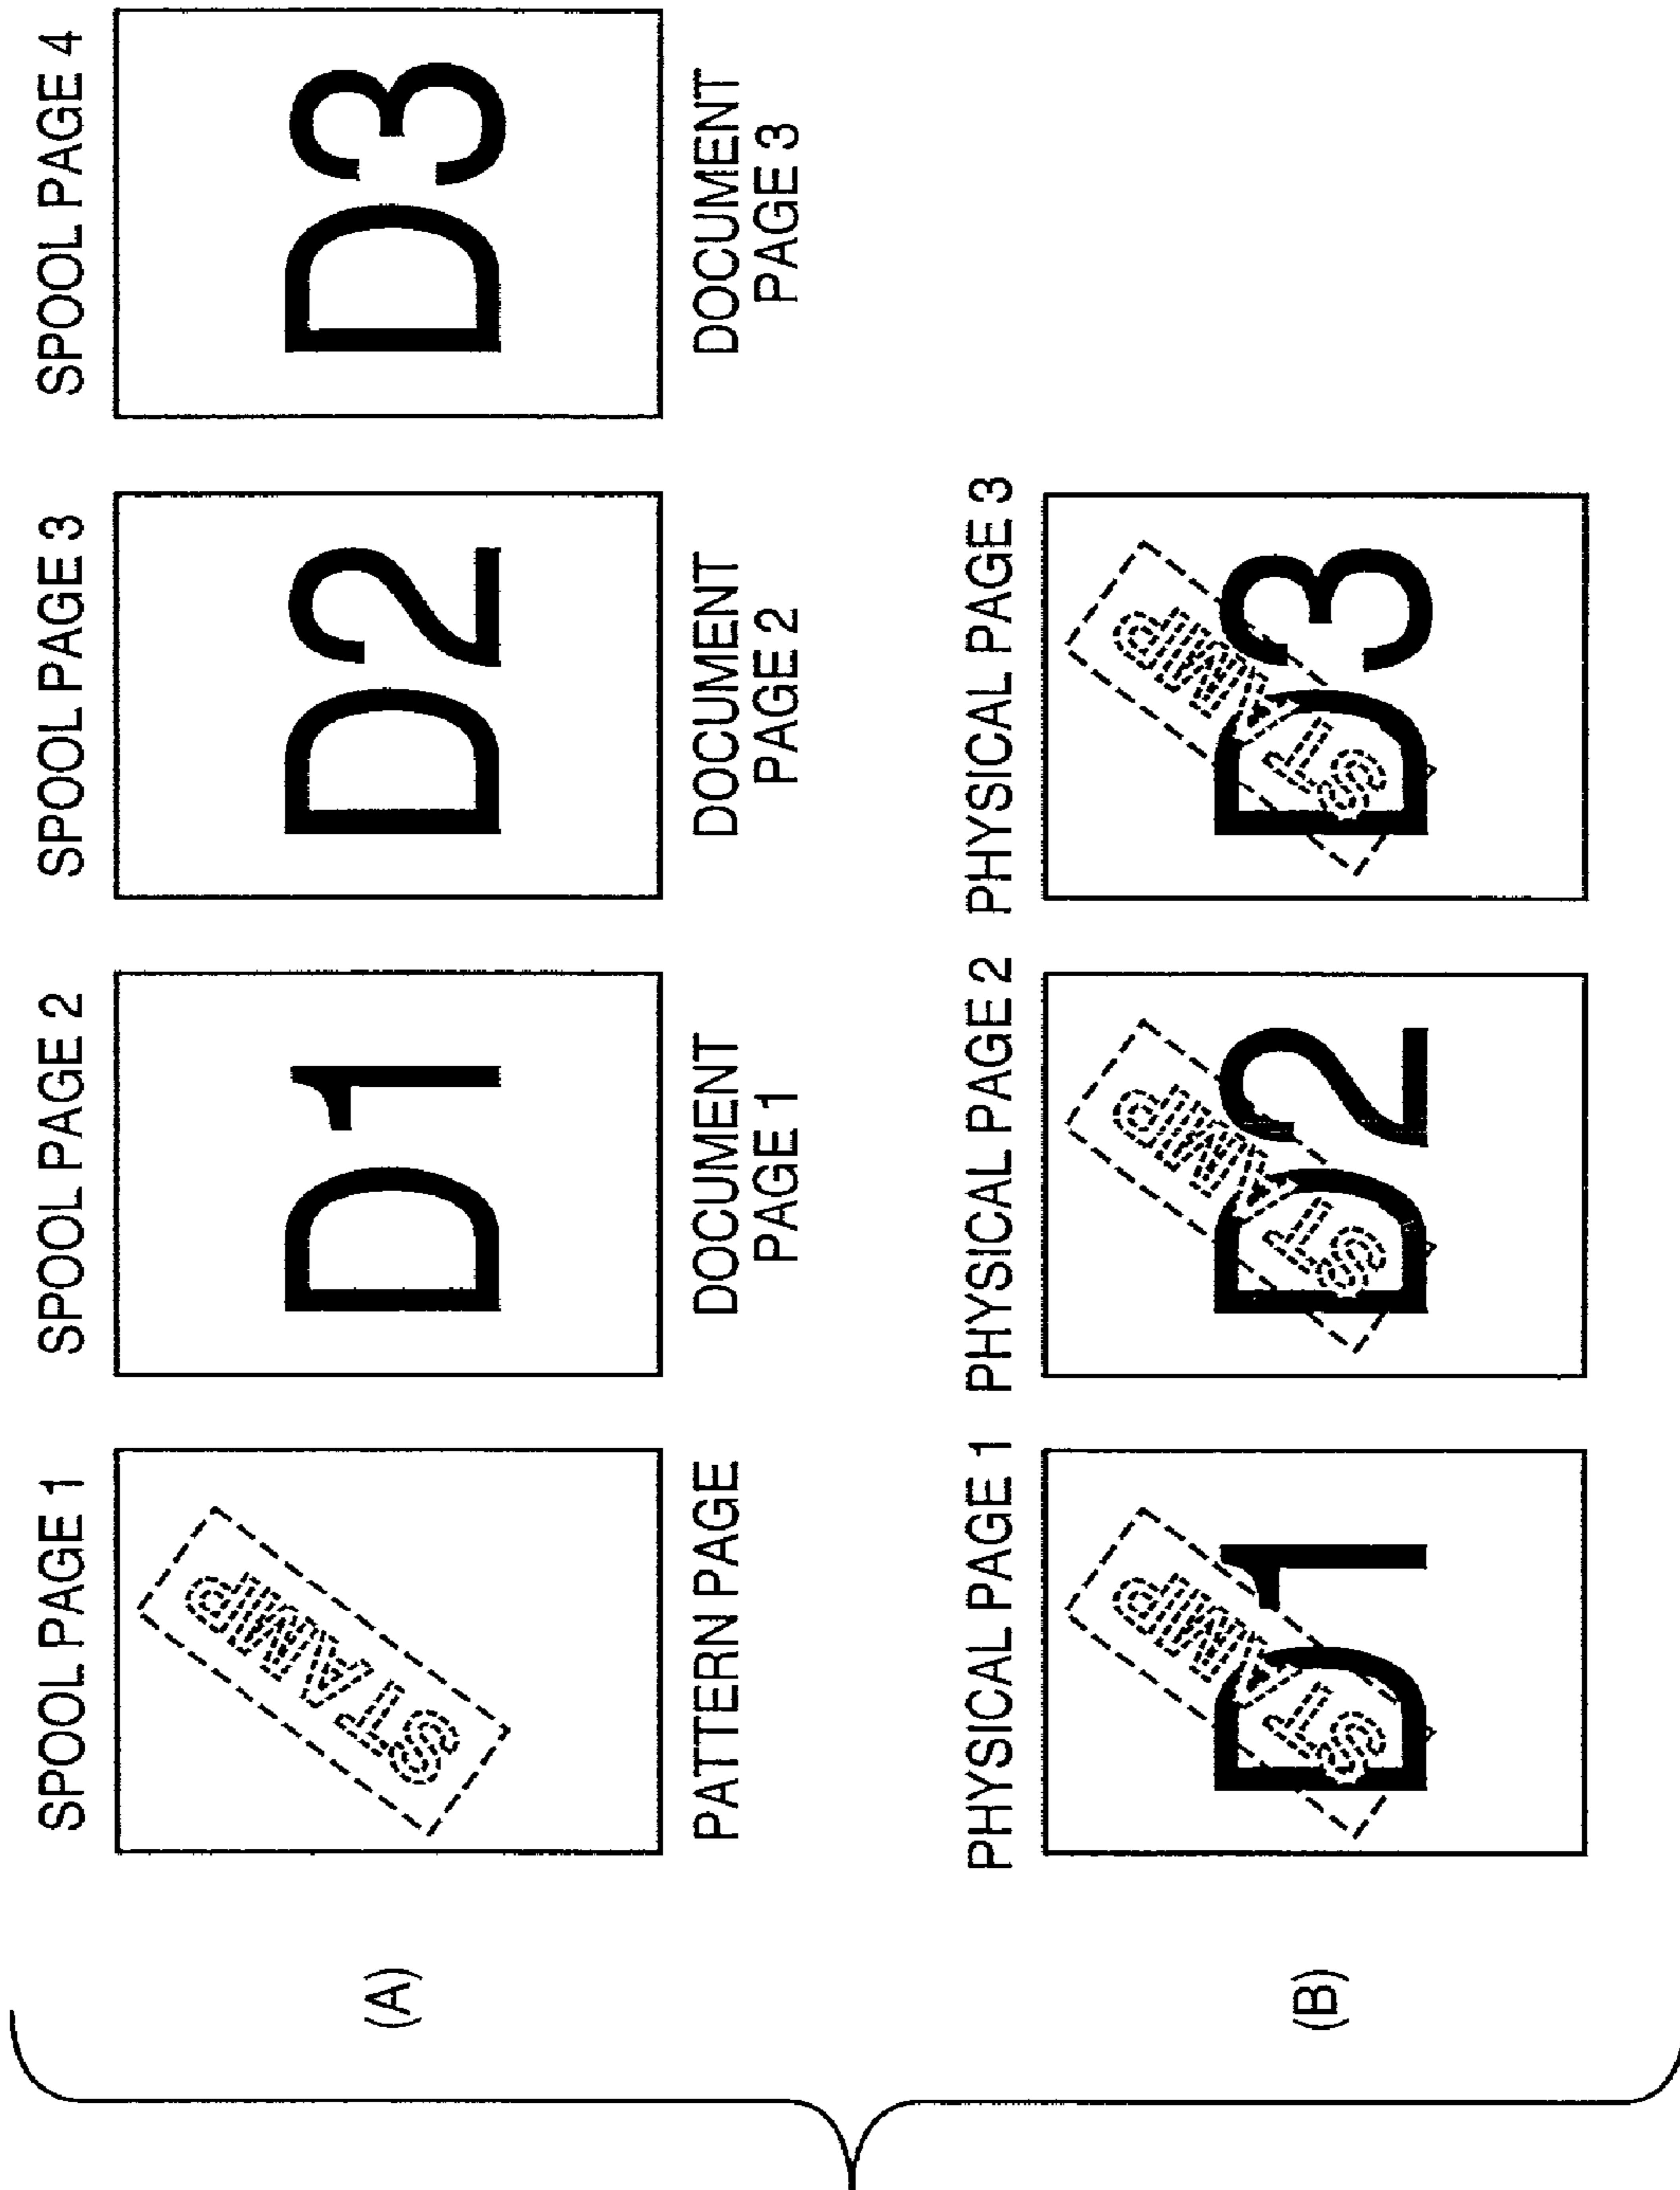 (A)
SPOOL PAGE 1
STAMP
PATTERN PAGE
SPOOL PAGE 2
D1
DOCUMENT
PAGE 1
SPOOL PAGE 3
D2
DOCUMENT
PAGE 2
SPOOL PAGE 4
D3
DOCUMENT
PAGE 3
(B)
PHYSICAL PAGE 1
STAMP
D1
PHYSICAL PAGE 2
STAMP
D2
PHYSICAL PAGE 3
STAMP
D3